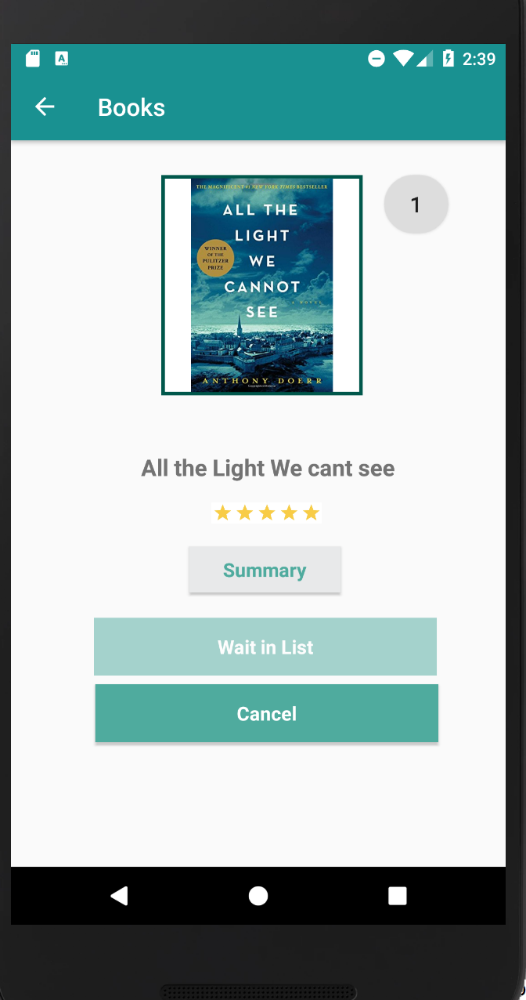 2:39
Books
1
THE MAGNIFICENT #1 NEW YORK TIMES BESTSELLER
ALL THE
LIGHT
WE
CANNOT
SEE
WINNER
OF THE
PULITZER
PRIZE
A NOVEL
ANTHONY DOERR
All the Light We cant see
Summary
Wait in List
Cancel